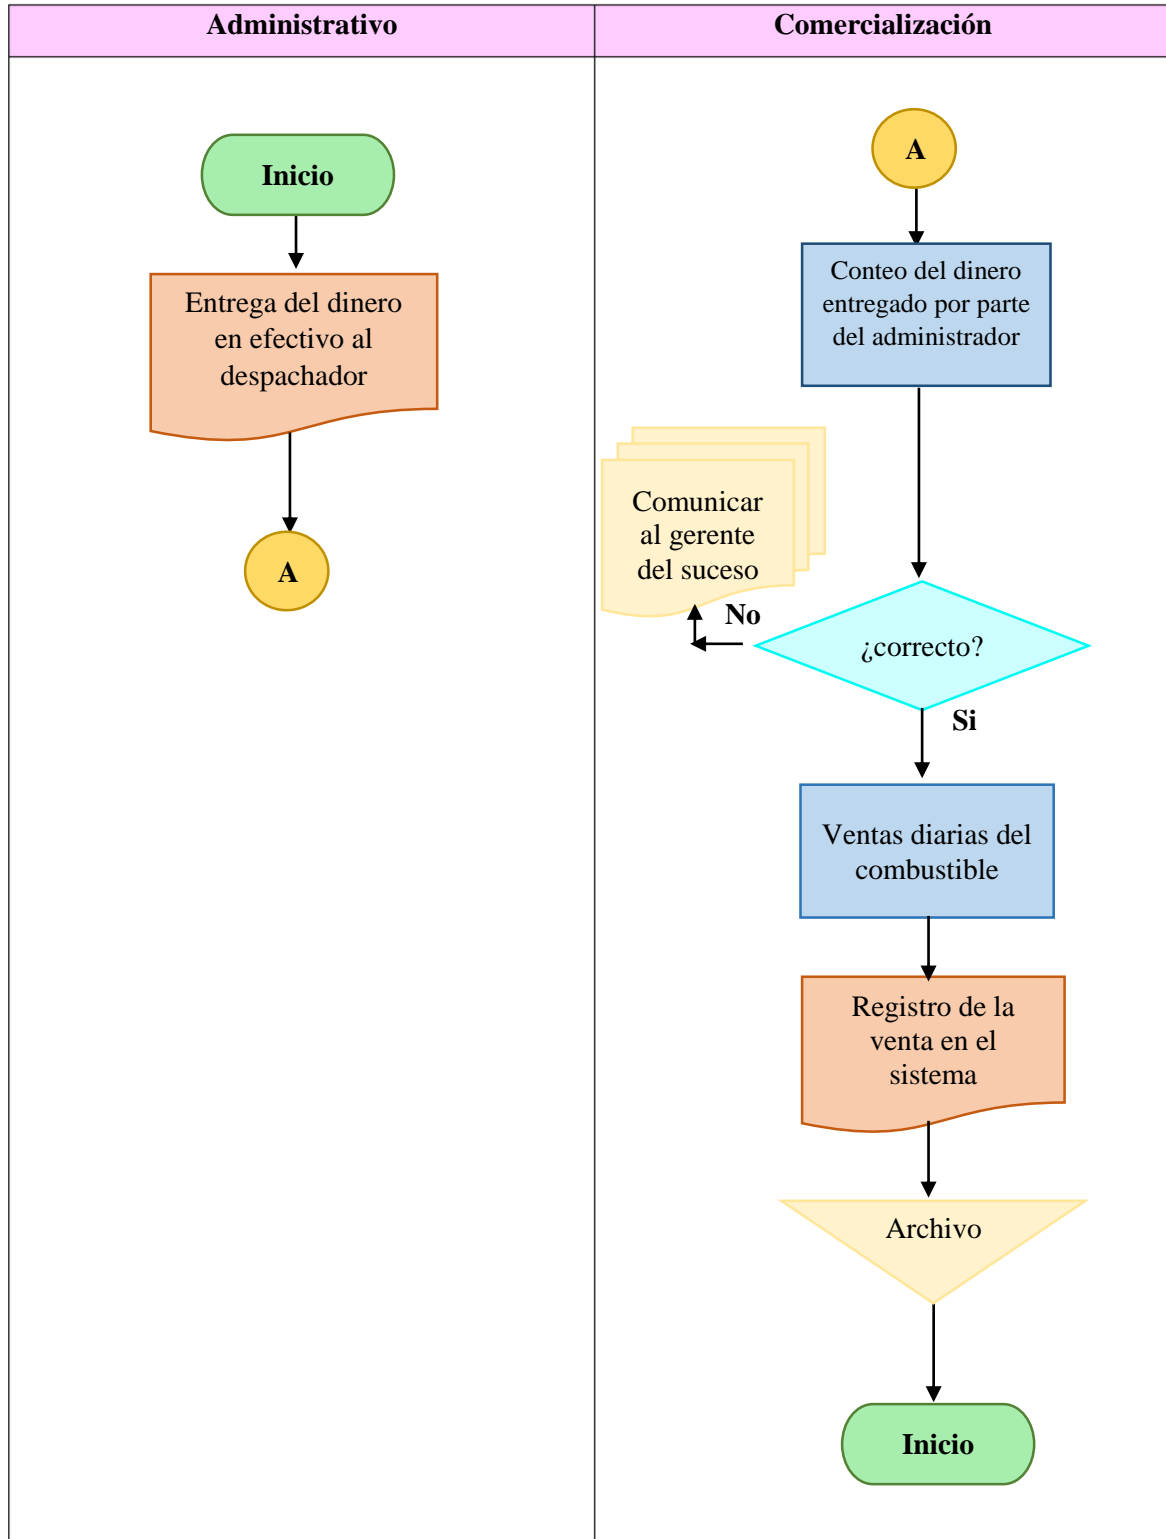 Administrativo
Comercialización
Inicio
Entrega del dinero
en efectivo al
despachador
A
A
Conteo del dinero
entregado por parte
del administrador
Comunicar
al gerente
del suceso
No
¿correcto?
Si
Ventas diarias del
combustible
Registro de la
venta en el
sistema
Archivo
Inicio